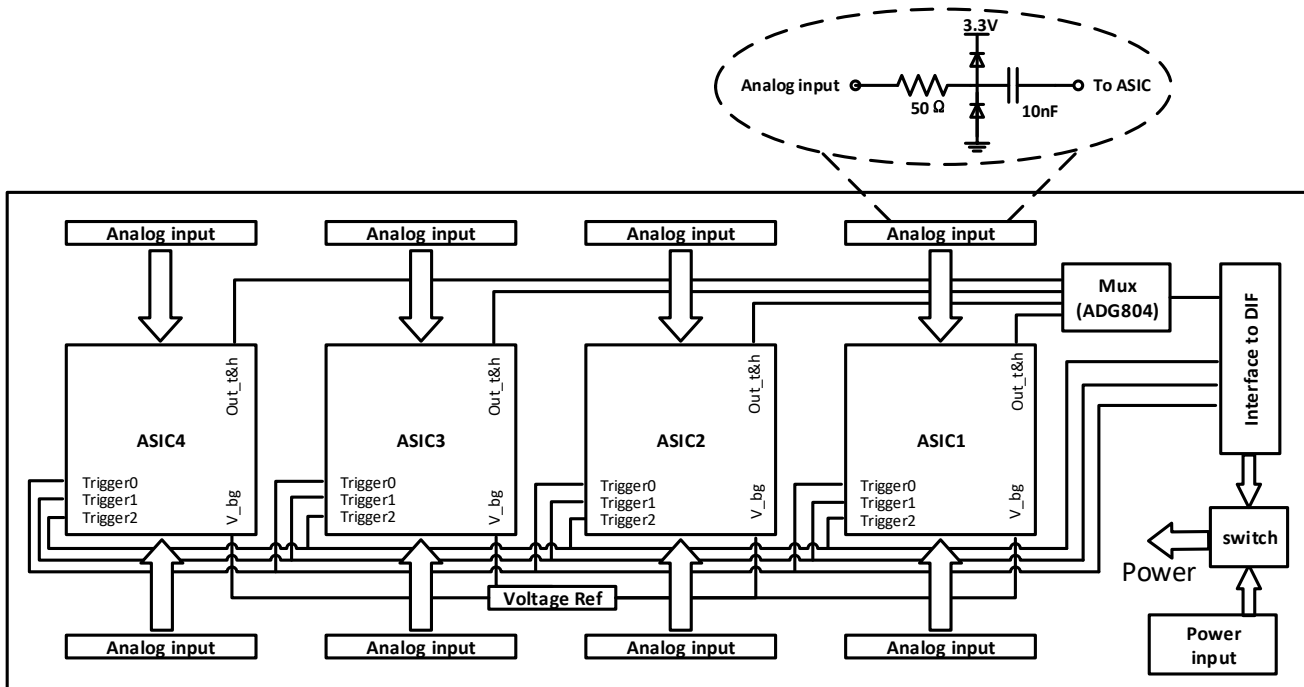 3.3V
Analog input
To ASIC
50 Ω
10nF
Analog input
Analog input
Analog input
Analog input
Mux
(ADG804)
Interface to DIF
Out_t&h
Out_t&h
Out_t&h
Out_t&h
ASIC4
ASIC3
ASIC2
ASIC1
Trigger0
Trigger1
Trigger2
V_bg
Trigger0
Trigger1
Trigger2
V_bg
Trigger0
Trigger1
Trigger2
V_bg
Trigger0
Trigger1
Trigger2
V_bg
switch
Power
Voltage Ref
Analog input
Analog input
Analog input
Analog input
Power
input